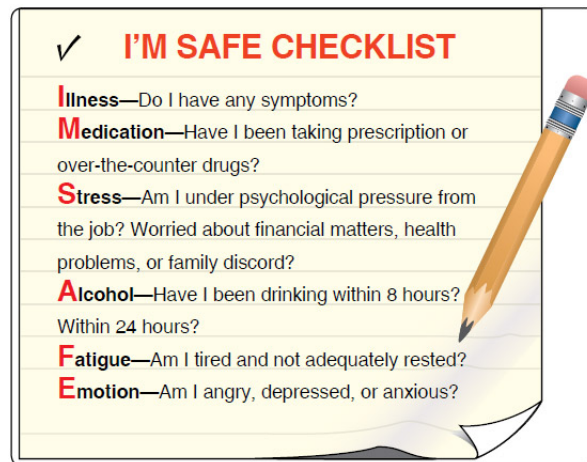 ✓ I'M SAFE CHECKLIST
Illness—Do I have any symptoms?
Medication—Have I been taking prescription or
over-the-counter drugs?
Stress—Am I under psychological pressure from
the job? Worried about financial matters, health
problems, or family discord?
Alcohol—Have I been drinking within 8 hours?
Within 24 hours?
Fatigue—Am I tired and not adequately rested?
Emotion—Am I angry, depressed, or anxious?